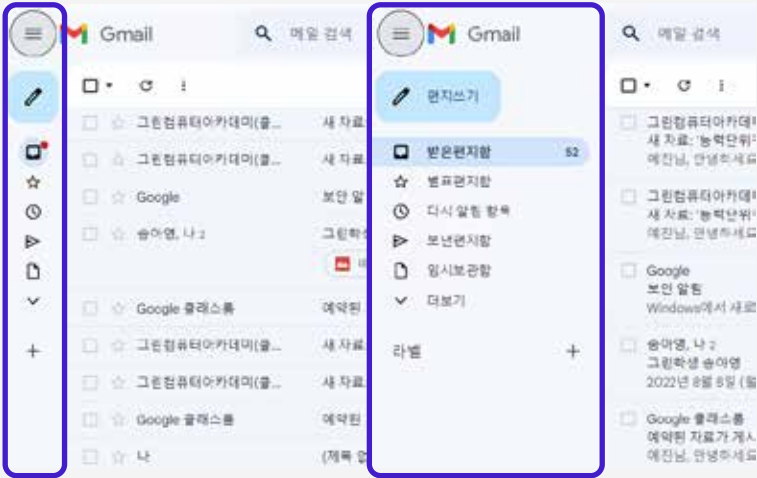 Gmail
메일 검색
그린컴퓨터아카데미(클...
새 자료:
그린컴퓨터아카데미(클...
새 자료:
Google
보안 알
송아영, 나 2
그린학생
Google 클래스룸
예약된
그린컴퓨터아카데미(클...
새 자료:
그린컴퓨터아카데미(클...
새 자료:
Google 클래스룸
예약된
나
(제목 없
Gmail
메일 검색
편지쓰기
받은편지함 52
별표편지함
다시 알림 항목
보낸편지함
임시보관함
더보기
라벨
그린컴퓨터아카데미
새 자료: '능력단위
예진님, 안녕하세요
그린컴퓨터아카데미
새 자료: '능력단위
예진님, 안녕하세요
Google
보안 알림
Windows에서 새로
송아영, 나 2
그린학생 송아영
2022년 8월 8일 (월
Google 클래스룸
예약된 자료가 게시
예진님, 안녕하세요